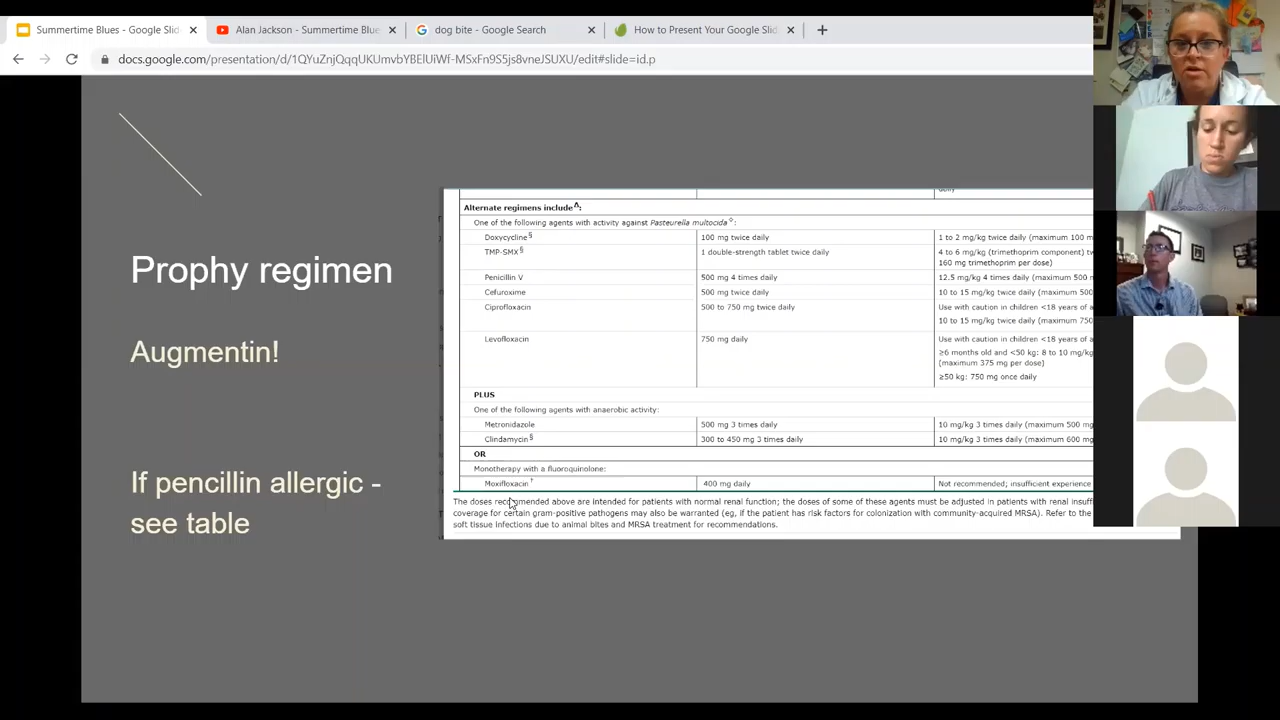 Summertime Blues - Google Slid
Alan Jackson - Summertime Blue
dog bite - Google Search
How to Present Your Google Slid
docs.google.com/presentation/d/1QYuZnjQqqUKUmvbYBElUiWf-MSxFn9S5js8vneJSUXU/edit#slide=id.p
Prophy regimen
Augmentin!
If pencillin allergic -
see table
daily
Alternate regimens include^Δ:
One of the following agents with activity against Pasteurella multocida^◇:
Doxycycline§ 100 mg twice daily 1 to 2 mg/kg twice daily (maximum 100 m
TMP-SMX§ 1 double-strength tablet twice daily 4 to 6 mg/kg (trimethoprim component) tw
160 mg trimethoprim per dose)
Penicillin V 500 mg 4 times daily 12.5 mg/kg 4 times daily (maximum 500 m
Cefuroxime 500 mg twice daily 10 to 15 mg/kg twice daily (maximum 500
Ciprofloxacin 500 to 750 mg twice daily Use with caution in children <18 years of a
10 to 15 mg/kg twice daily (maximum 750
Levofloxacin 750 mg daily Use with caution in children <18 years of a
≥6 months old and <50 kg: 8 to 10 mg/kg
(maximum 375 mg per dose)
≥50 kg: 750 mg once daily
PLUS
One of the following agents with anaerobic activity:
Metronidazole 500 mg 3 times daily 10 mg/kg 3 times daily (maximum 500 mg
Clindamycin§ 300 to 450 mg 3 times daily 10 mg/kg 3 times daily (maximum 600 mg
OR
Monotherapy with a fluoroquinolone:
Moxifloxacin† 400 mg daily Not recommended; insufficient experience
The doses recommended above are intended for patients with normal renal function; the doses of some of these agents must be adjusted in patients with renal insuff
coverage for certain gram-positive pathogens may also be warranted (eg, if the patient has risk factors for colonization with community-acquired MRSA). Refer to the
soft tissue infections due to animal bites and MRSA treatment for recommendations.